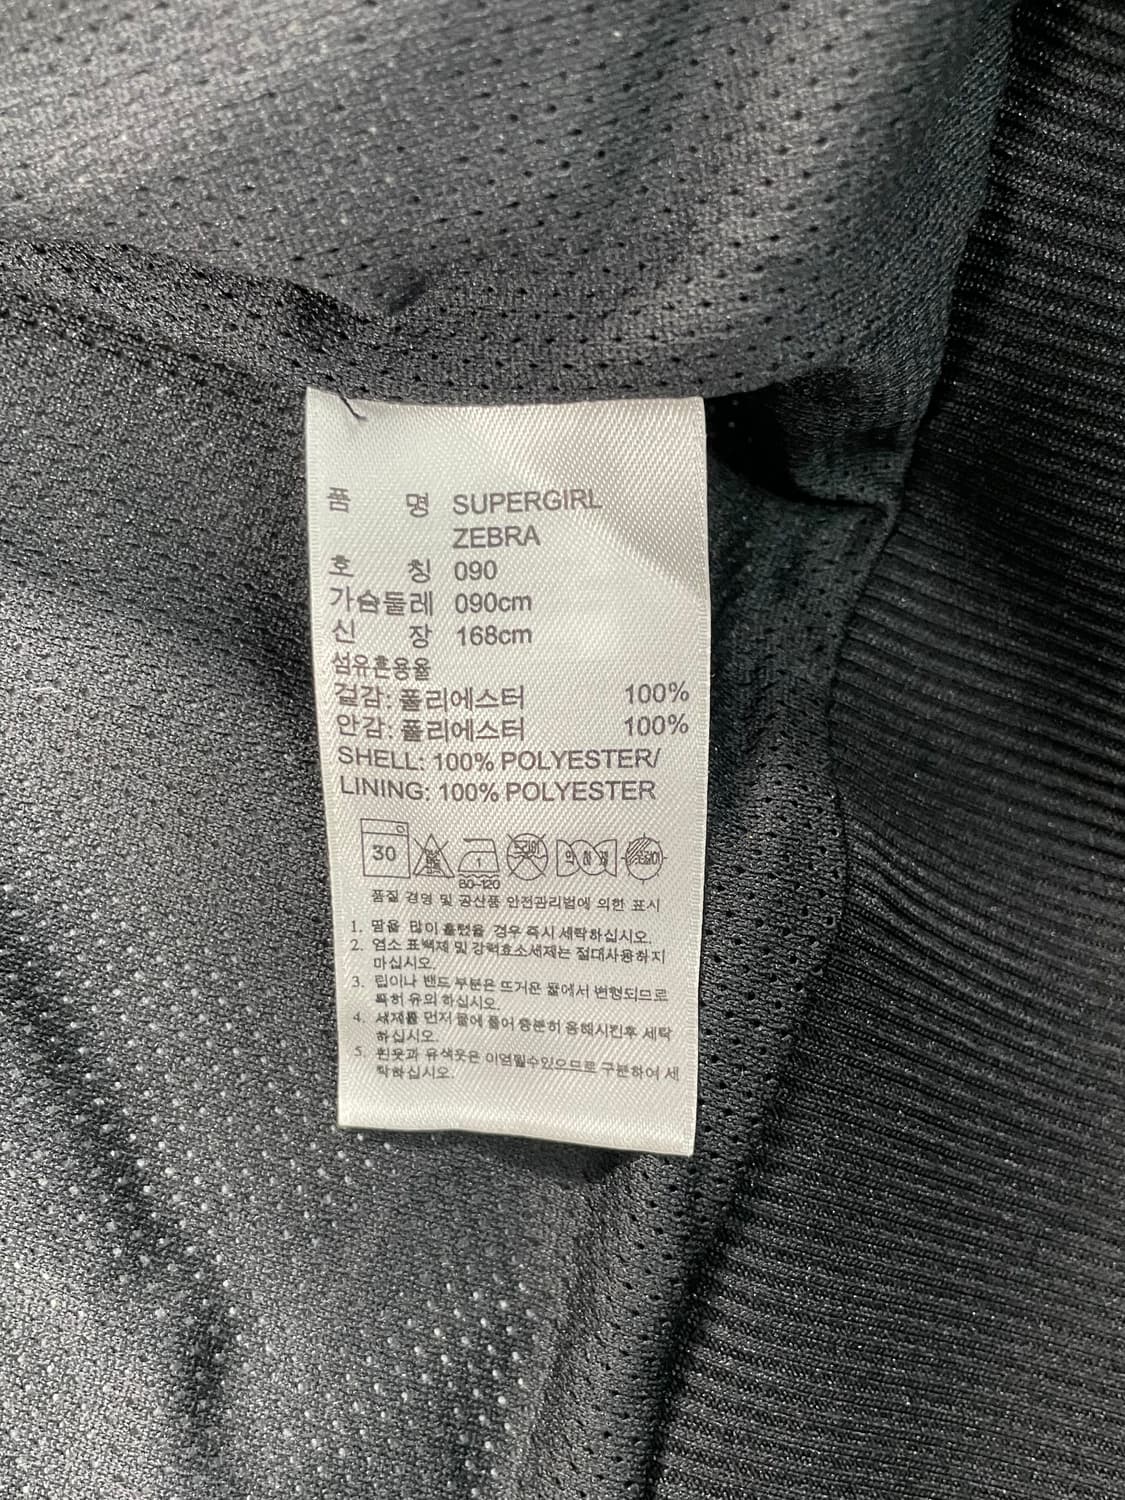 품 명 SUPERGIRL
ZEBRA
호 칭 090
가슴둘레 090cm
신 장 168cm
섬유혼용율
겉감: 폴리에스터 100%
안감: 폴리에스터 100%
SHELL: 100% POLYESTER/
LINING: 100% POLYESTER
30 1
80~120
품질 경영 및 공산품 안전관리법에 의한 표시
1. 땀을 많이 흘렸을 경우 즉시 세탁하십시오.
2. 염소 표백제 및 강력효소세제는 절대사용하지
마십시오.
3. 립이나 밴드 부분은 뜨거운 물에서 변형되므로
특히 유의 하십시오.
4. 세제를 먼저 물에 풀어 충분히 용해시킨후 세탁
하십시오.
5. 흰옷과 유색옷은 이염될수있으므로 구분하여 세
탁하십시오.